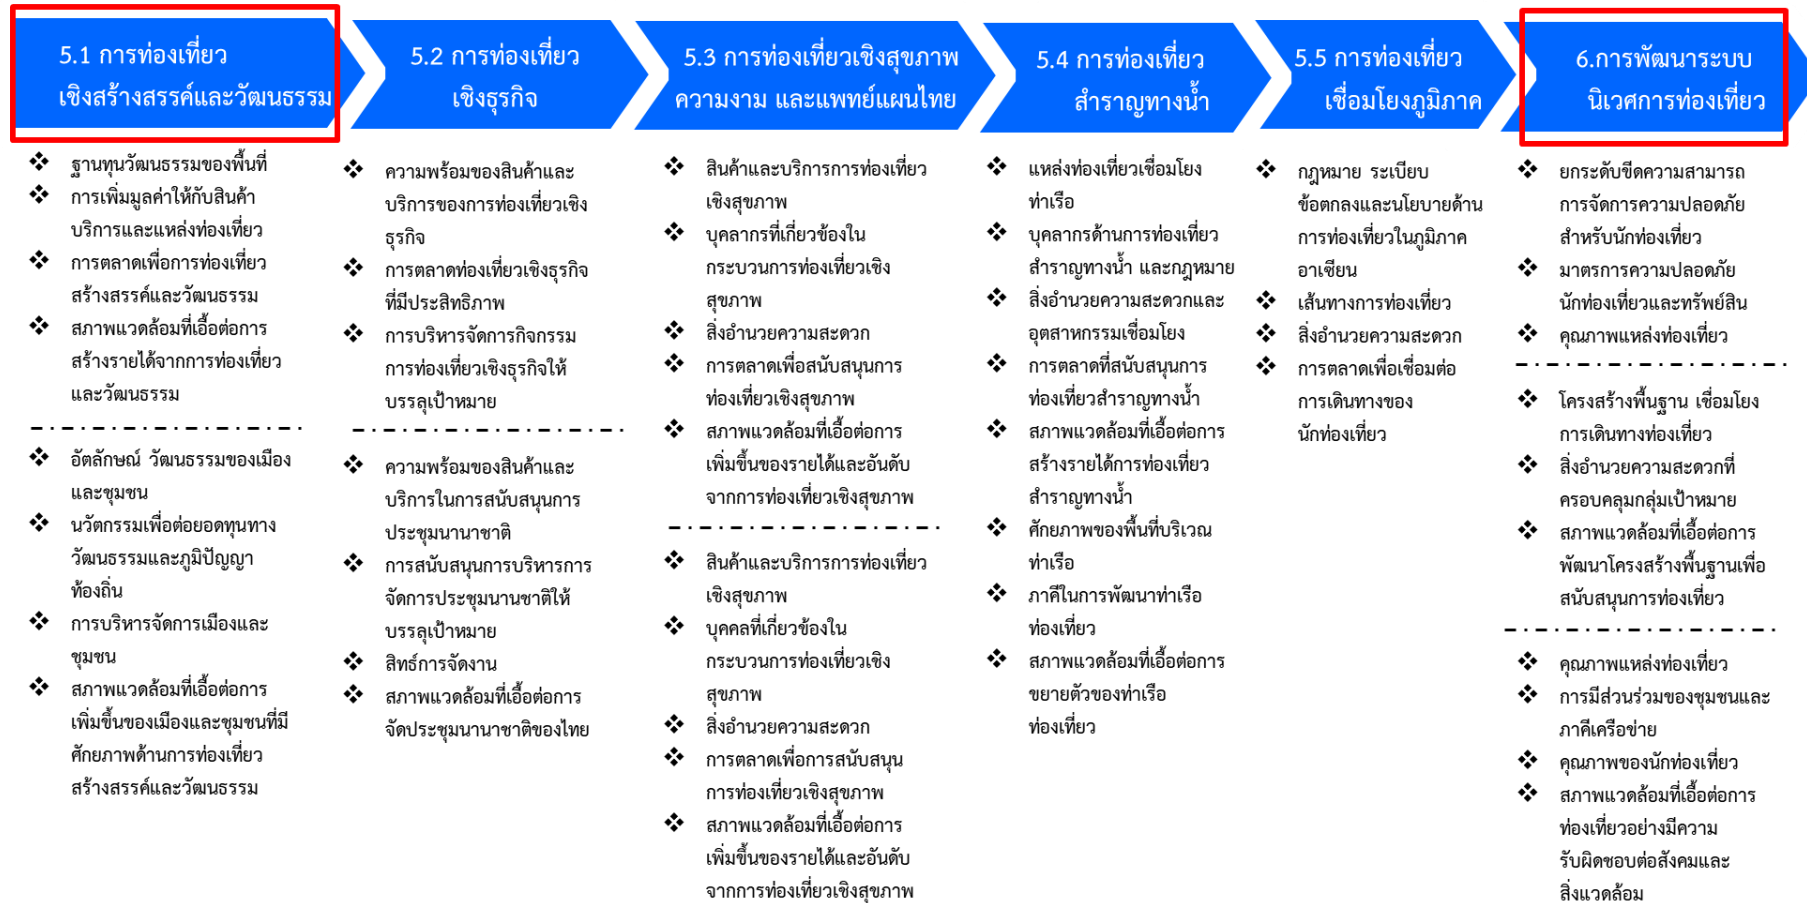 5.1 การท่องเที่ยว
เชิงสร้างสรรค์และวัฒนธรรม
❖ ฐานทุนวัฒนธรรมของพื้นที่
❖ การเพิ่มมูลค่าให้กับสินค้า
บริการและแหล่งท่องเที่ยว
❖ การตลาดเพื่อการท่องเที่ยว
สร้างสรรค์และวัฒนธรรม
❖ สภาพแวดล้อมที่เอื้อต่อการ
สร้างรายได้จากการท่องเที่ยว
และวัฒนธรรม
❖ อัตลักษณ์ วัฒนธรรมของเมือง
และชุมชน
❖ นวัตกรรมเพื่อต่อยอดทุนทาง
วัฒนธรรมและภูมิปัญญา
ท้องถิ่น
❖ การบริหารจัดการเมืองและ
ชุมชน
❖ สภาพแวดล้อมที่เอื้อต่อการ
เพิ่มขึ้นของเมืองและชุมชนที่มี
ศักยภาพด้านการท่องเที่ยว
สร้างสรรค์และวัฒนธรรม
5.2 การท่องเที่ยว
เชิงธุรกิจ
❖ ความพร้อมของสินค้าและ
บริการของการท่องเที่ยวเชิง
ธุรกิจ
❖ การตลาดท่องเที่ยวเชิงธุรกิจ
ที่มีประสิทธิภาพ
❖ การบริหารจัดการกิจกรรม
การท่องเที่ยวเชิงธุรกิจให้
บรรลุเป้าหมาย
❖ ความพร้อมของสินค้าและ
บริการในการสนับสนุนการ
ประชุมนานาชาติ
❖ การสนับสนุนการบริหารการ
จัดการประชุมนานชาติให้
บรรลุเป้าหมาย
❖ สิทธ์การจัดงาน
❖ สภาพแวดล้อมที่เอื้อต่อการ
จัดประชุมนานาชาติของไทย
5.3 การท่องเที่ยวเชิงสุขภาพ
ความงาม และแพทย์แผนไทย
❖ สินค้าและบริการการท่องเที่ยว
เชิงสุขภาพ
❖ บุคลากรที่เกี่ยวข้องใน
กระบวนการท่องเที่ยวเชิง
สุขภาพ
❖ สิ่งอำนวยความสะดวก
❖ การตลาดเพื่อสนับสนุนการ
ท่องเที่ยวเชิงสุขภาพ
❖ สภาพแวดล้อมที่เอื้อต่อการ
เพิ่มขึ้นของรายได้และอันดับ
จากการท่องเที่ยวเชิงสุขภาพ
❖ สินค้าและบริการการท่องเที่ยว
เชิงสุขภาพ
❖ บุคคลที่เกี่ยวข้องใน
กระบวนการท่องเที่ยวเชิง
สุขภาพ
❖ สิ่งอำนวยความสะดวก
❖ การตลาดเพื่อการสนับสนุน
การท่องเที่ยวเชิงสุขภาพ
❖ สภาพแวดล้อมที่เอื้อต่อการ
เพิ่มขึ้นของรายได้และอันดับ
จากการท่องเที่ยวเชิงสุขภาพ
5.4 การท่องเที่ยว
สำราญทางน้ำ
❖ แหล่งท่องเที่ยวเชื่อมโยง
ท่าเรือ
❖ บุคลากรด้านการท่องเที่ยว
สำราญทางน้ำ และกฎหมาย
❖ สิ่งอำนวยความสะดวกและ
อุตสาหกรรมเชื่อมโยง
❖ การตลาดที่สนับสนุนการ
ท่องเที่ยวสำราญทางน้ำ
❖ สภาพแวดล้อมที่เอื้อต่อการ
สร้างรายได้การท่องเที่ยว
สำราญทางน้ำ
❖ ศักยภาพของพื้นที่บริเวณ
ท่าเรือ
❖ ภาคีในการพัฒนาท่าเรือ
ท่องเที่ยว
❖ สภาพแวดล้อมที่เอื้อต่อการ
ขยายตัวของท่าเรือ
ท่องเที่ยว
5.5 การท่องเที่ยว
เชื่อมโยงภูมิภาค
❖ กฎหมาย ระเบียบ
ข้อตกลงและนโยบายด้าน
การท่องเที่ยวในภูมิภาค
อาเซียน
❖ เส้นทางการท่องเที่ยว
❖ สิ่งอำนวยความสะดวก
❖ การตลาดเพื่อเชื่อมต่อ
การเดินทางของ
นักท่องเที่ยว
6.การพัฒนาระบบ
นิเวศการท่องเที่ยว
❖ ยกระดับขีดความสามารถ
การจัดการความปลอดภัย
สำหรับนักท่องเที่ยว
❖ มาตรการความปลอดภัย
นักท่องเที่ยวและทรัพย์สิน
❖ คุณภาพแหล่งท่องเที่ยว
❖ โครงสร้างพื้นฐาน เชื่อมโยง
การเดินทางท่องเที่ยว
❖ สิ่งอำนวยความสะดวกที่
ครอบคลุมกลุ่มเป้าหมาย
❖ สภาพแวดล้อมที่เอื้อต่อการ
พัฒนาโครงสร้างพื้นฐานเพื่อ
สนับสนุนการท่องเที่ยว
❖ คุณภาพแหล่งท่องเที่ยว
❖ การมีส่วนร่วมของชุมชนและ
ภาคีเครือข่าย
❖ คุณภาพของนักท่องเที่ยว
❖ สภาพแวดล้อมที่เอื้อต่อการ
ท่องเที่ยวอย่างมีความ
รับผิดชอบต่อสังคมและ
สิ่งแวดล้อม